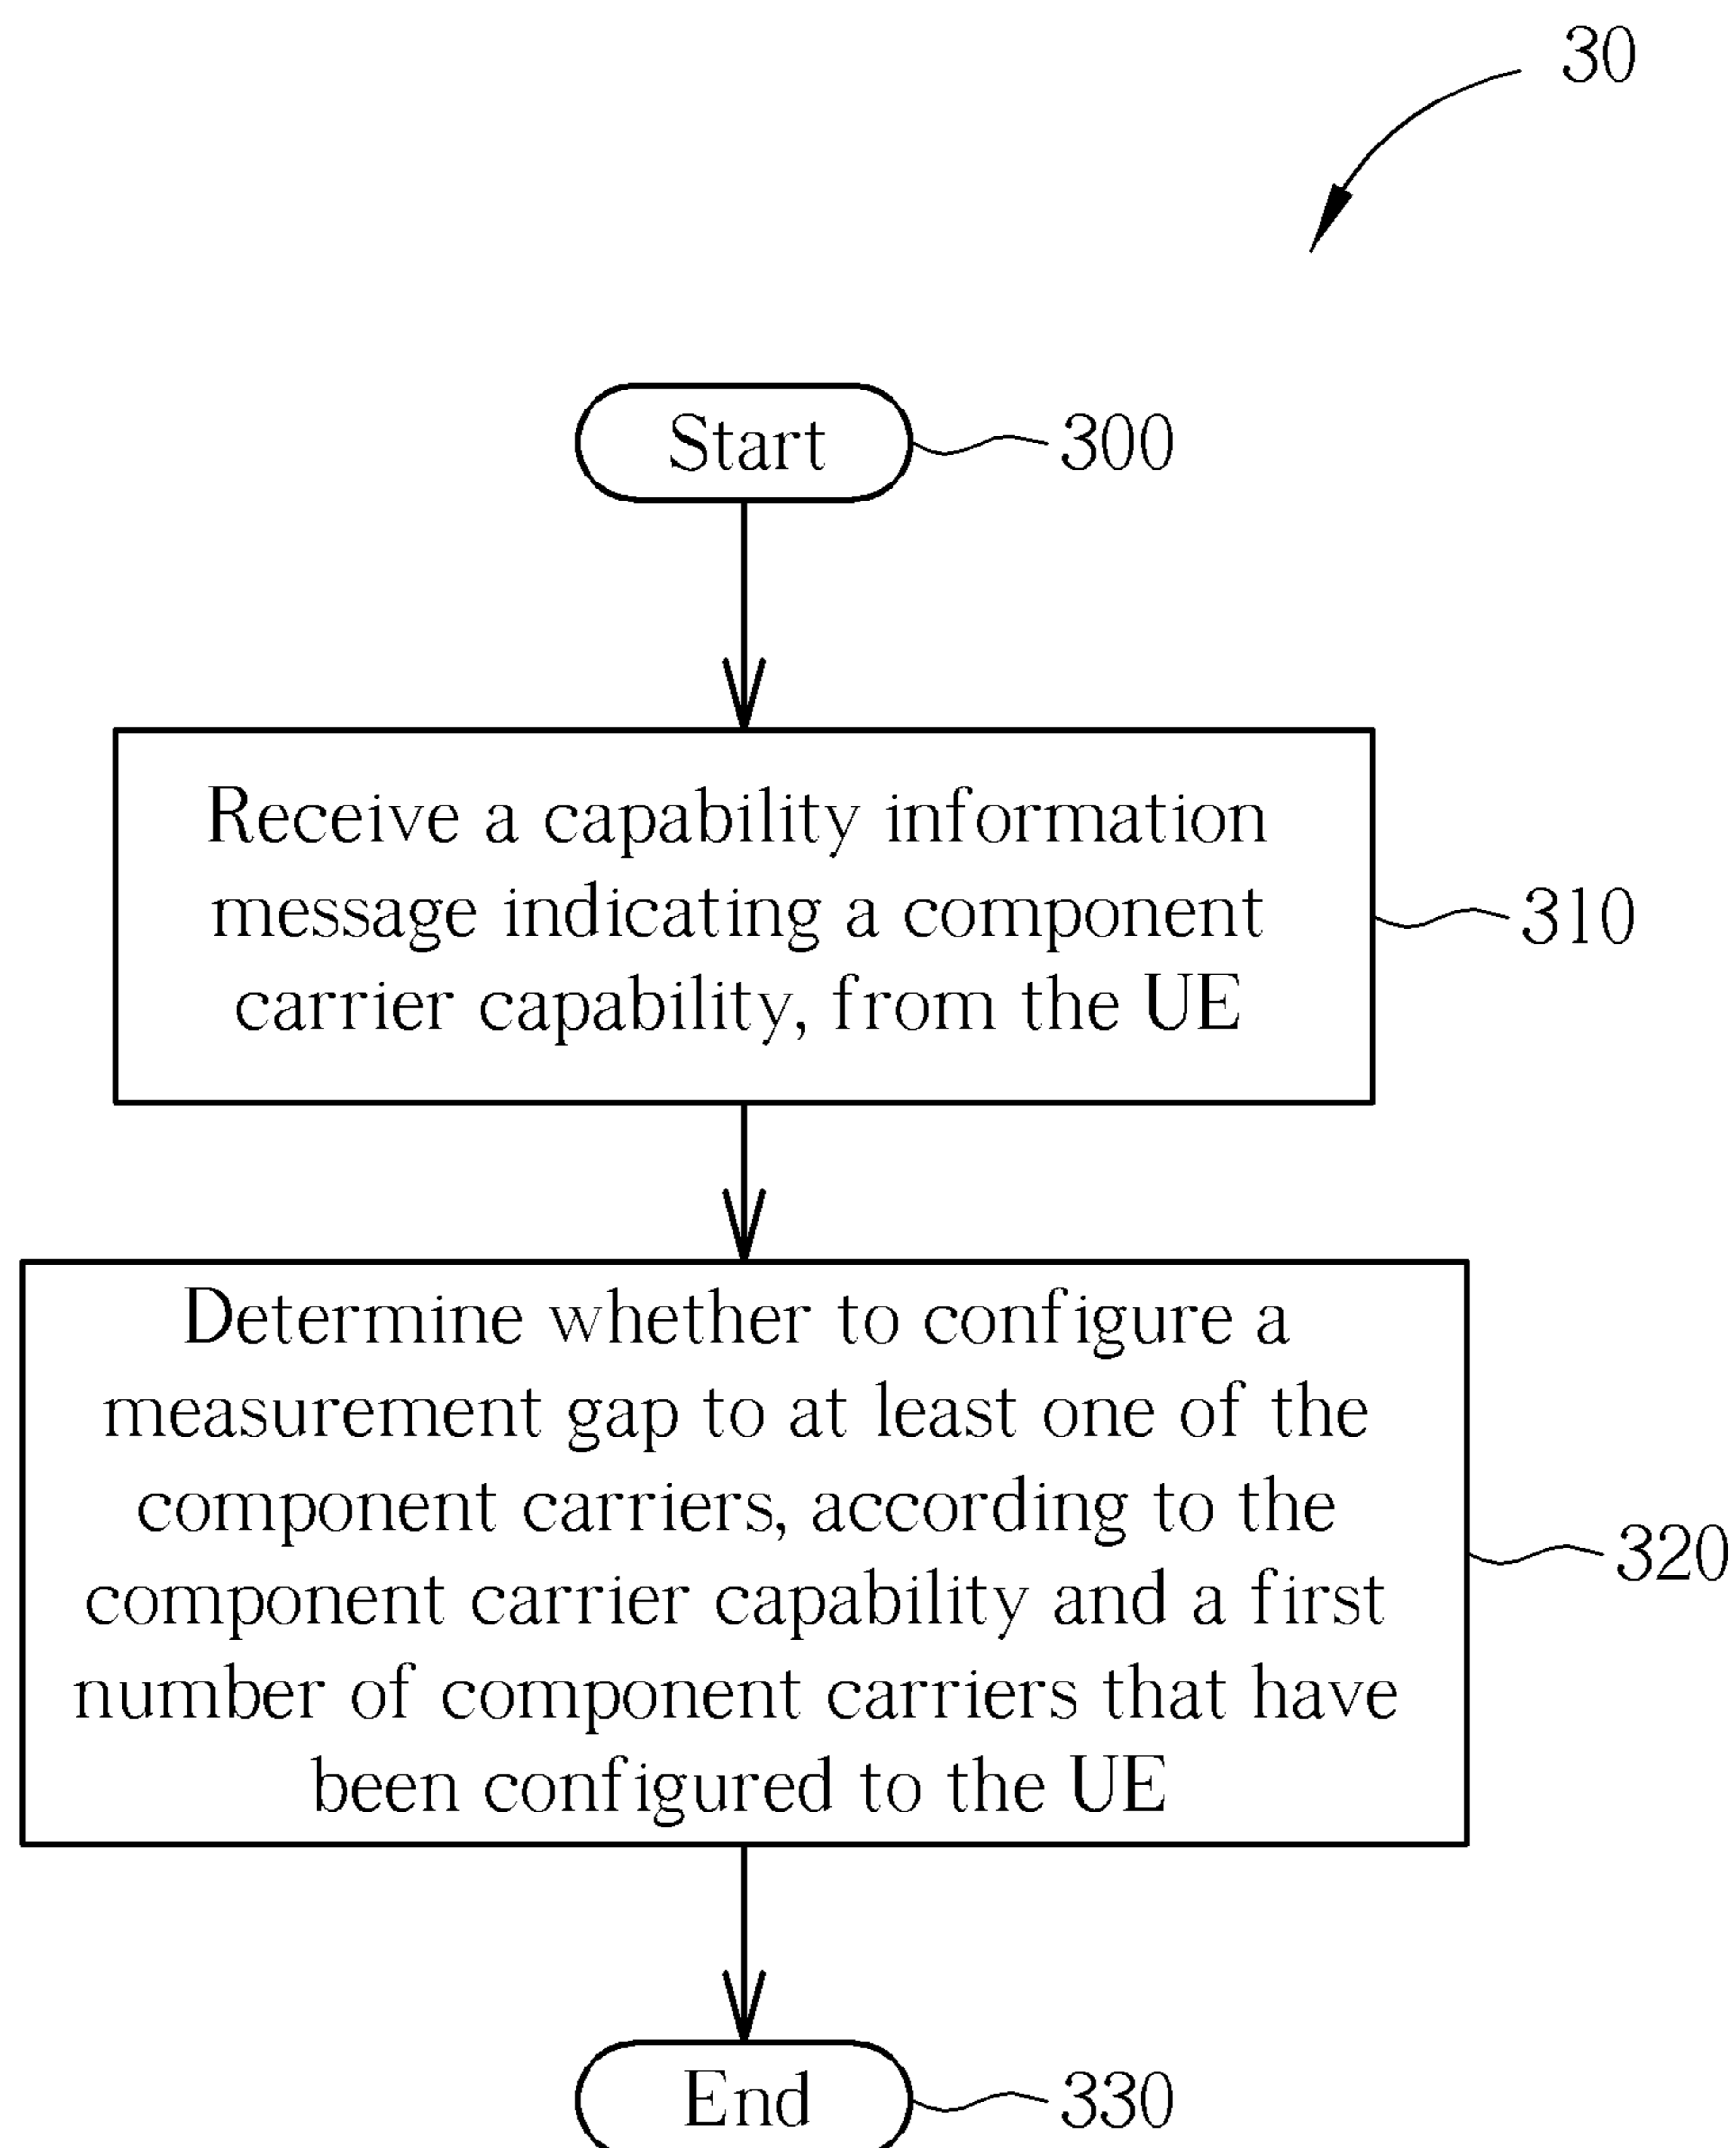 30
Start
300
Receive a capability information
message indicating a component
carrier capability, from the UE
310
Determine whether to configure a
measurement gap to at least one of the
component carriers, according to the
component carrier capability and a first
number of component carriers that have
been configured to the UE
320
End
330